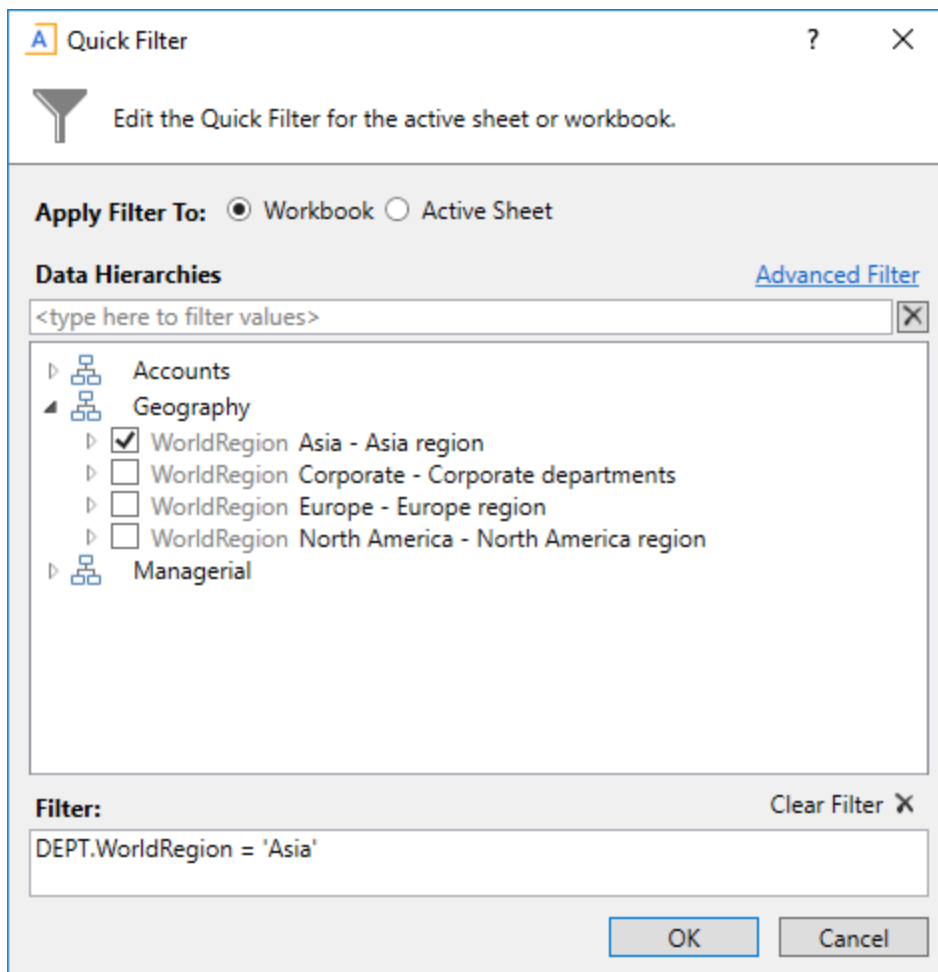 A Quick Filter ?
Edit the Quick Filter for the active sheet or workbook.
Apply Filter To: Workbook Active Sheet
Data Hierarchies Advanced Filter
<type here to filter values>
Accounts
Geography
WorldRegion Asia - Asia region
WorldRegion Corporate - Corporate departments
WorldRegion Europe - Europe region
WorldRegion North America - North America region
Managerial
Filter: Clear Filter
DEPT.WorldRegion = 'Asia'
OK Cancel